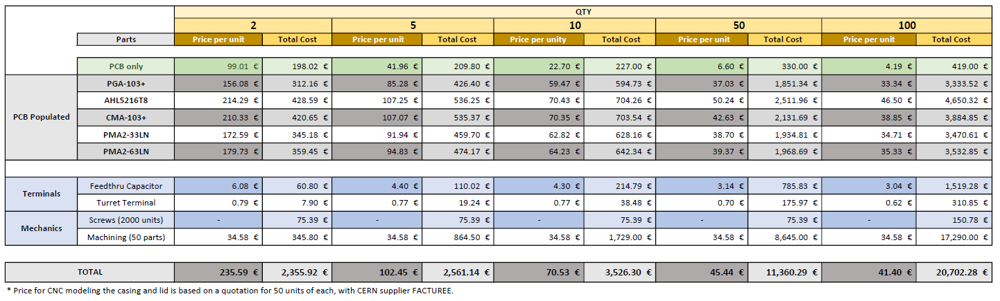 QTY
2 5 10 50 100
Parts Price per unit Total Cost Price per unit Total Cost Price per unity Total Cost Price per unit Total Cost Price per unit Total Cost
PCB only 99.01 € 198.02 € 41.96 € 209.80 € 22.70 € 227.00 € 6.60 € 330.00 € 4.19 € 419.00 €
PGA-103+ 156.08 € 312.16 € 85.28 € 426.40 € 59.47 € 594.73 € 37.03 € 1,851.34 € 33.34 € 3,333.52 €
AHL5216T8 214.29 € 428.59 € 107.25 € 536.25 € 70.43 € 704.26 € 50.24 € 2,511.96 € 46.50 € 4,650.32 €
PCB Populated CMA-103+ 210.33 € 420.65 € 107.07 € 535.37 € 70.35 € 703.54 € 42.63 € 2,131.69 € 38.85 € 3,884.85 €
PMA2-33LN 172.59 € 345.18 € 91.94 € 459.70 € 62.82 € 628.16 € 38.70 € 1,934.81 € 34.71 € 3,470.61 €
PMA2-63LN 179.73 € 359.45 € 94.83 € 474.17 € 64.23 € 642.34 € 39.37 € 1,968.69 € 35.33 € 3,532.85 €
Terminals Feedthru Capacitor 6.08 € 60.80 € 4.40 € 110.02 € 4.30 € 214.79 € 3.14 € 785.83 € 3.04 € 1,519.28 €
Turret Terminal 0.79 € 7.90 € 0.77 € 19.24 € 0.77 € 38.48 € 0.70 € 175.97 € 0.62 € 310.85 €
Mechanics Screws (2000 units) - 75.39 € - 75.39 € - 75.39 € - 75.39 € - 150.78 €
Machining (50 parts) 34.58 € 345.80 € 34.58 € 864.50 € 34.58 € 1,729.00 € 34.58 € 8,645.00 € 34.58 € 17,290.00 €
TOTAL 235.59 € 2,355.92 € 102.45 € 2,561.14 € 70.53 € 3,526.30 € 45.44 € 11,360.29 € 41.40 € 20,702.28 €
* Price for CNC modeling the casing and lid is based on a quotation for 50 units of each, with CERN supplier FACTUREE.